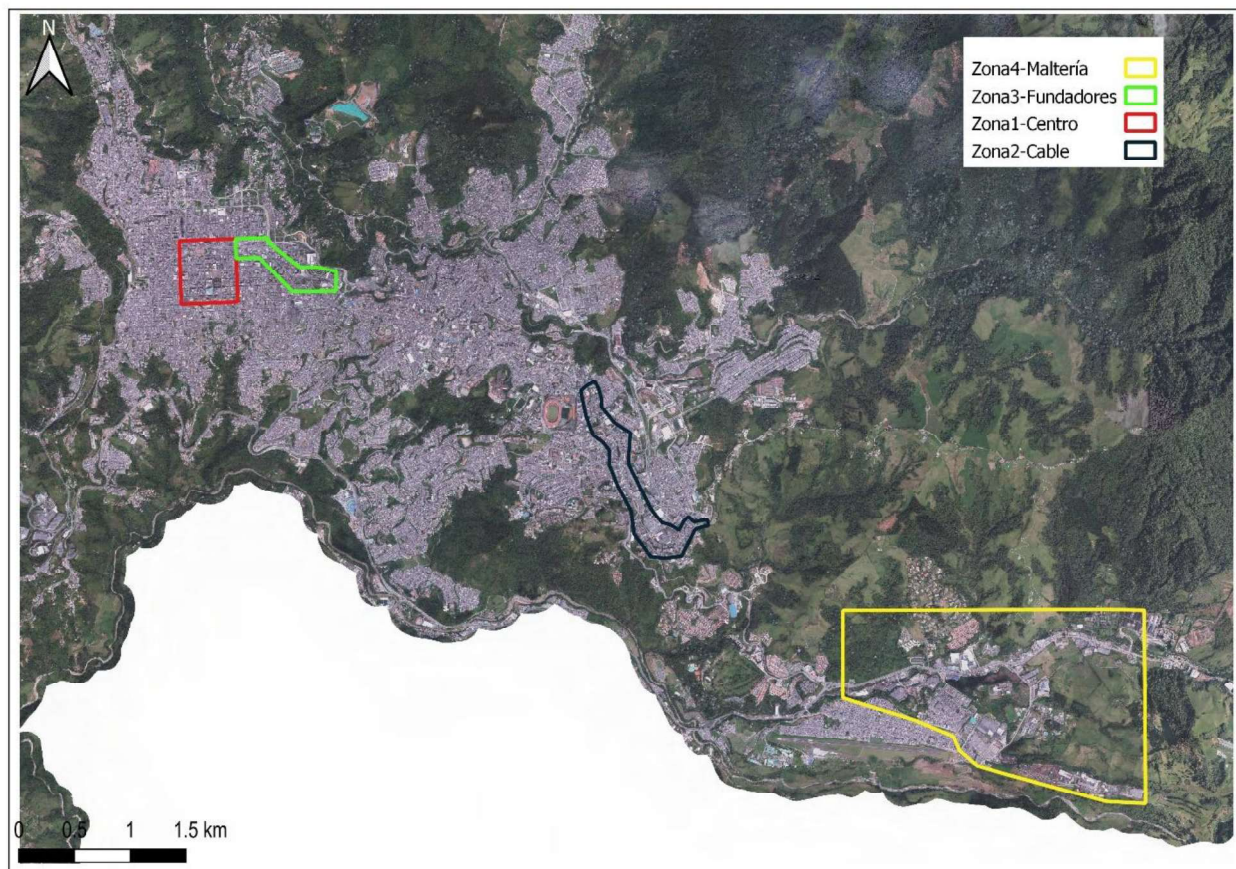 N
Zona4-Maltería
Zona3-Fundadores
Zona1-Centro
Zona2-Cable
0 0.5 1 1.5 km